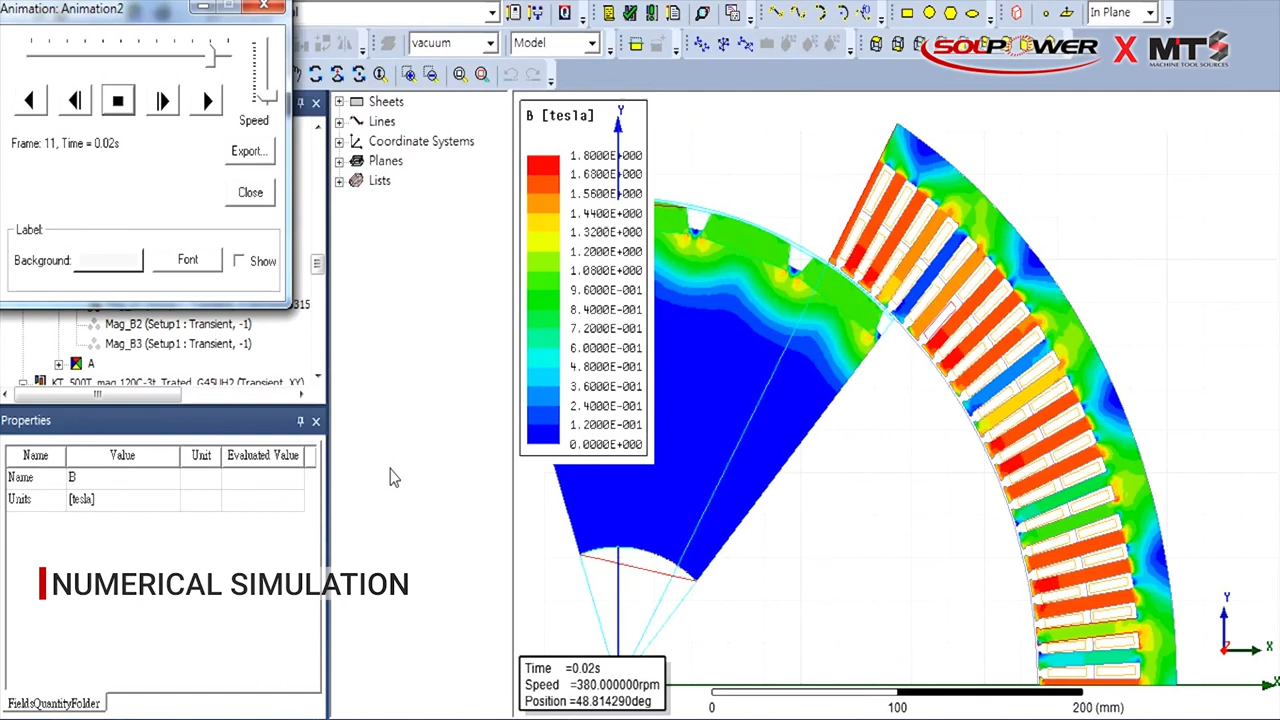 Animation: Animation2
In Plane
vacuum
Model
SOLPOWER X MTS
MACHINE TOOL SOURCES
Speed
Frame: 11, Time = 0.02s
Export...
Close
Label:
Background:
Font
Show
315
Mag_B2 (Setup1 : Transient, -1)
Mag_B3 (Setup1 : Transient, -1)
A
KT_500T_mag_120C-3t_Trated_G45UH2 (Transient, XY)
Sheets
Lines
Coordinate Systems
Planes
Lists
B [tesla]
Y
1.8000E+000
1.6800E+000
1.5600E+000
1.4400E+000
1.3200E+000
1.2000E+000
1.0800E+000
9.6000E-001
8.4000E-001
7.2000E-001
6.0000E-001
4.8000E-001
3.6000E-001
2.4000E-001
1.2000E-001
0.0000E+000
Properties
Name Value Unit Evaluated Value
Name B
Units [tesla]
NUMERICAL SIMULATION
FieldsQuantityFolder
Time =0.02s
Speed =380.000000rpm
Position =48.814290deg
Y
X
Z
X
0 100 200 (mm)